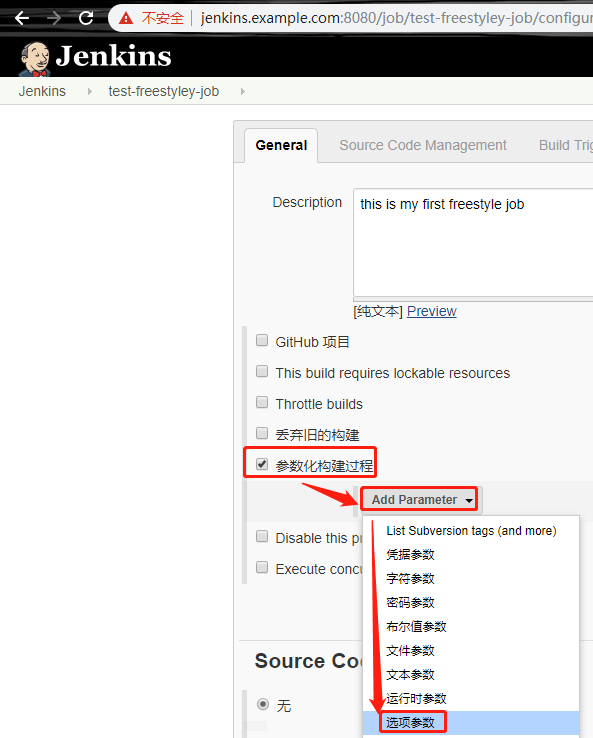 不安全 jenkins.example.com:8080/job/test-freestyley-job/configur
Jenkins
Jenkins test-freestyley-job
General Source Code Management Build Trig
Description this is my first freestyle job
[纯文本] Preview
GitHub 项目
This build requires lockable resources
Throttle builds
丢弃旧的构建
参数化构建过程
Add Parameter
List Subversion tags (and more)
Disable this pr
凭据参数
Execute concu
字符参数
密码参数
布尔值参数
文件参数
Source Co
文本参数
运行时参数
无
选项参数